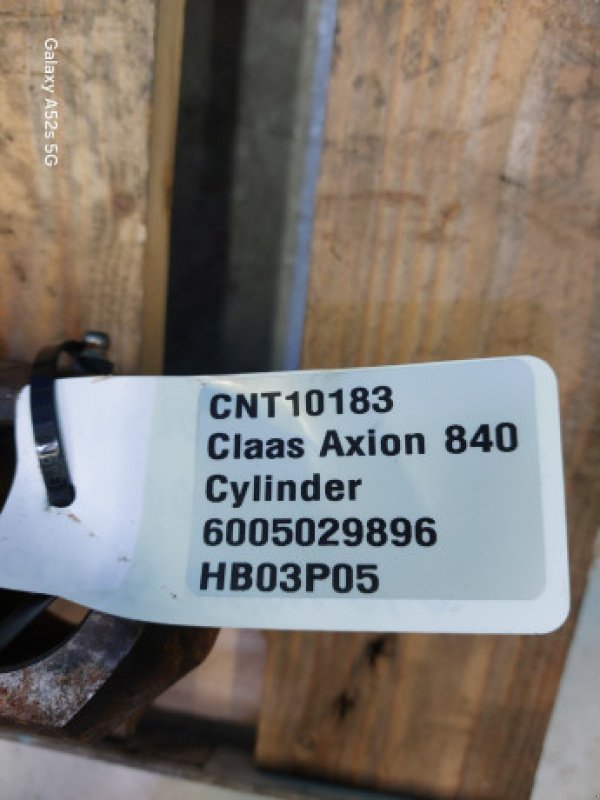 Galaxy A52s 5G
CNT10183
Claas Axion 840
Cylinder
6005029896
HB03P05